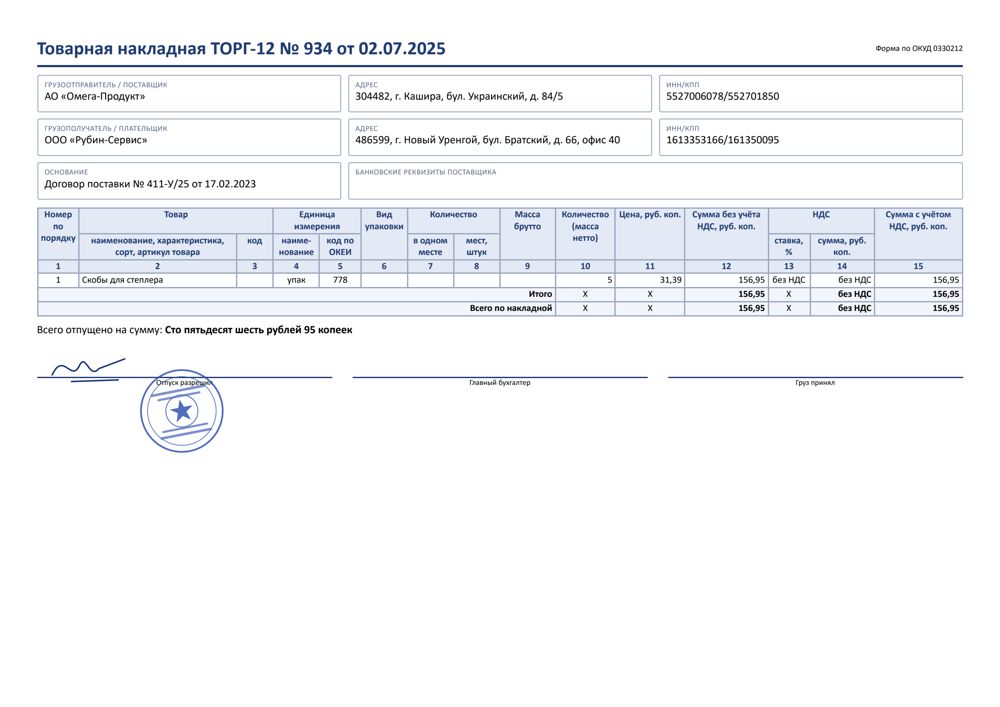 Товарная накладная ТОРГ-12 № 934 от 02.07.2025
Форма по ОКУД 0330212
ГРУЗООТПРАВИТЕЛЬ / ПОСТАВЩИК
АО «Омега-Продукт»
АДРЕС
304482, г. Кашира, бул. Украинский, д. 84/5
ИНН/КПП
5527006078/552701850
ГРУЗОПОЛУЧАТЕЛЬ / ПЛАТЕЛЬЩИК
ООО «Рубин-Сервис»
АДРЕС
486599, г. Новый Уренгой, бул. Братский, д. 66, офис 40
ИНН/КПП
1613353166/161350095
ОСНОВАНИЕ
Договор поставки № 411-У/25 от 17.02.2023
БАНКОВСКИЕ РЕКВИЗИТЫ ПОСТАВЩИКА
Номер по порядку Товар Единица измерения Вид упаковки Количество Масса брутто Количество (масса нетто) Цена, руб. коп. Сумма без учёта НДС, руб. коп. НДС Сумма с учётом НДС, руб. коп.
наименование, характеристика, сорт, артикул товара код наиме-нование код по ОКЕИ в одном месте мест, штук ставка, % сумма, руб. коп.
1 2 3 4 5 6 7 8 9 10 11 12 13 14 15
1 Скобы для степлера упак 778 5 31,39 156,95 без НДС без НДС 156,95
Итого Х Х 156,95 Х без НДС 156,95
Всего по накладной Х Х 156,95 Х без НДС 156,95
Всего отпущено на сумму: Сто пятьдесят шесть рублей 95 копеек
Отпуск разрешил
Главный бухгалтер
Груз принял